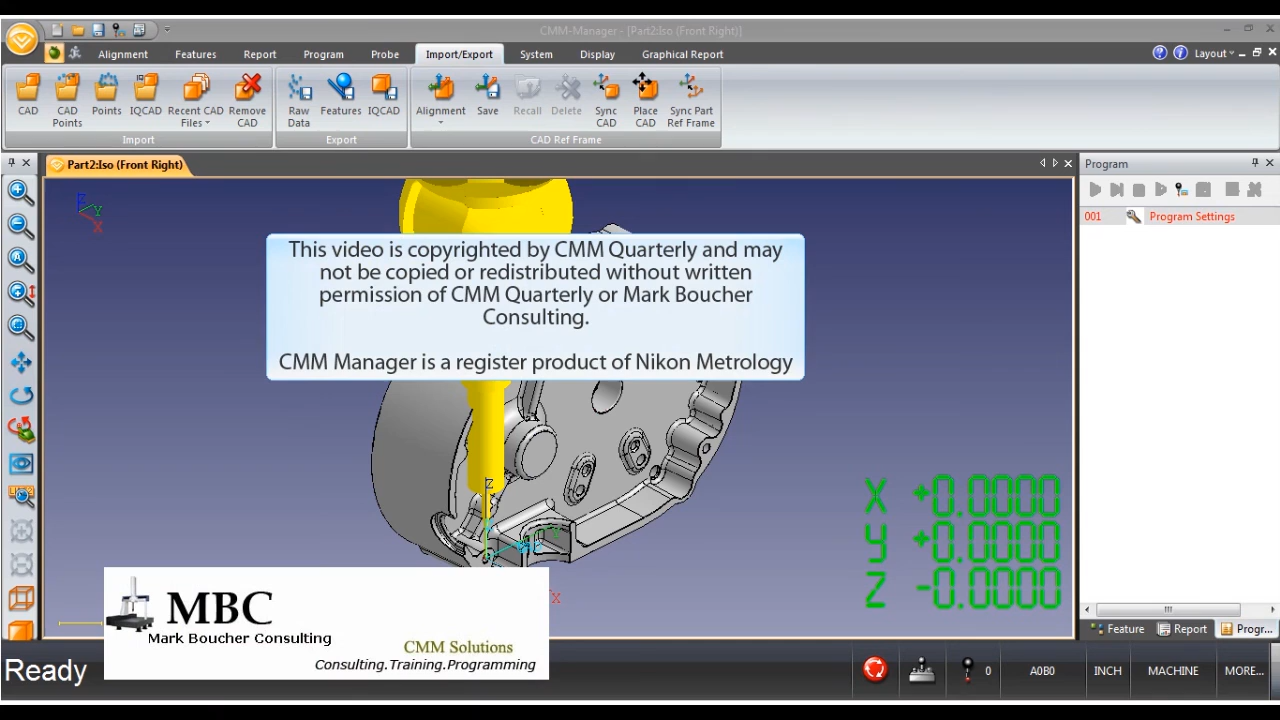 CMM-Manager - [Part2:Iso (Front Right)]
Alignment Features Report Program Probe Import/Export System Display Graphical Report Layout
CAD CAD Points Points IQCAD Recent CAD Files Remove CAD Raw Data Features IQCAD Alignment Save Recall Delete Sync CAD Place CAD Sync Part Ref Frame
Import Export CAD Ref Frame
Part2:Iso (Front Right)
Program
001 Program Settings
Z
Y
X
This video is copyrighted by CMM Quarterly and may
not be copied or redistributed without written
permission of CMM Quarterly or Mark Boucher
Consulting.
CMM Manager is a register product of Nikon Metrology
Z
Y
X
X +0.0000
Y +0.0000
Z -0.0000
MBC
Mark Boucher Consulting
CMM Solutions
Consulting.Training.Programming
Feature Report Progr...
Ready 0 A0B0 INCH MACHINE MORE...